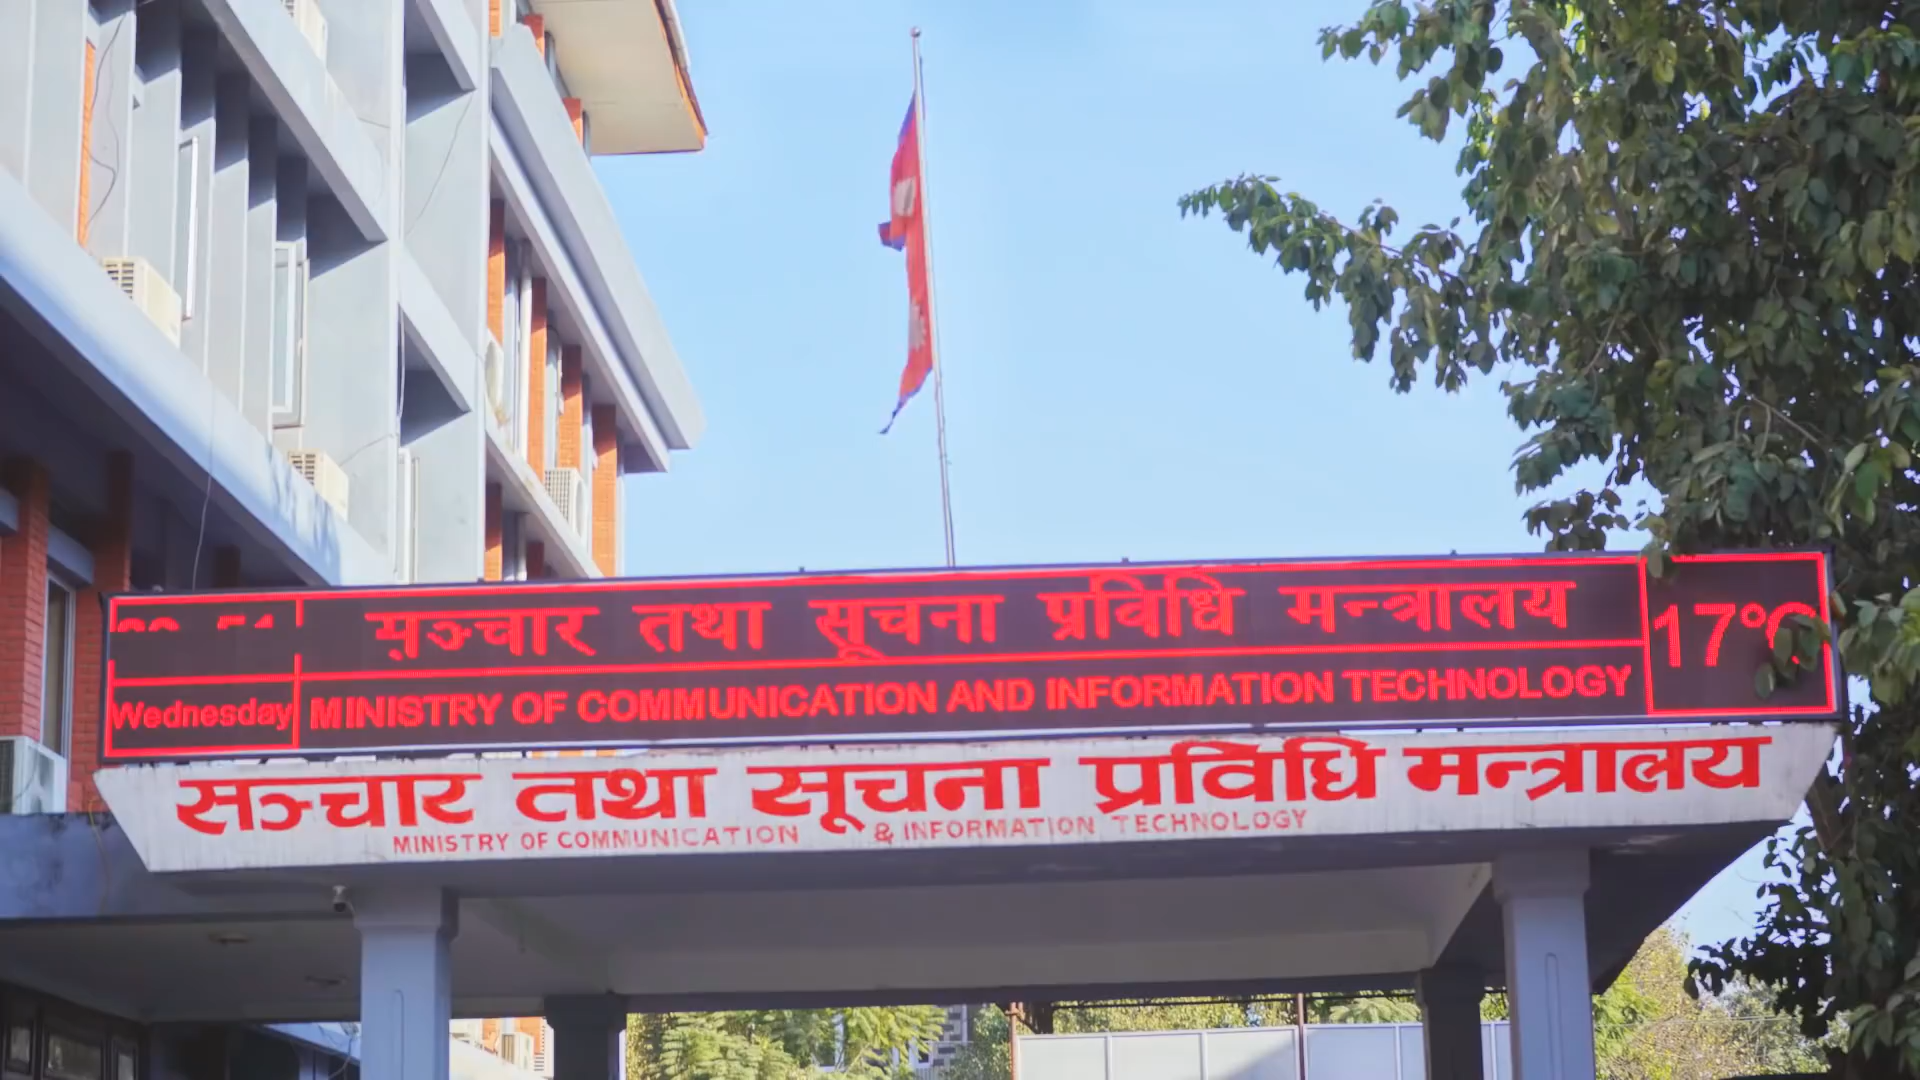 सञ्चार तथा सूचना प्रविधि मन्त्रालय
17°C
Wednesday
MINISTRY OF COMMUNICATION AND INFORMATION TECHNOLOGY
सञ्चार तथा सूचना प्रविधि मन्त्रालय
MINISTRY OF COMMUNICATION & INFORMATION TECHNOLOGY